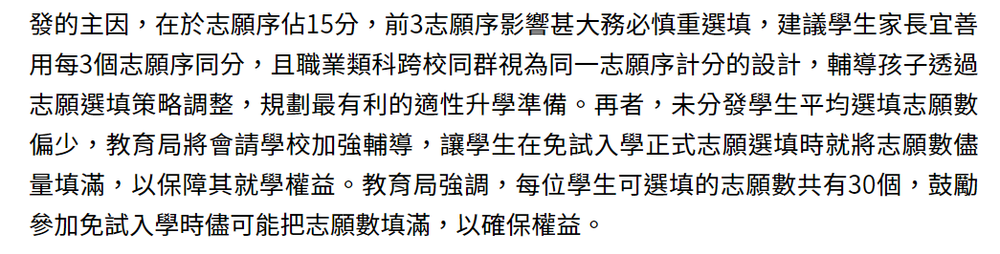 發的主因，在於志願序佔15分，前3志願序影響甚大務必慎重選填，建議學生家長宜善
用每3個志願序同分，且職業類科跨校同群視為同一志願序計分的設計，輔導孩子透過
志願選填策略調整，規劃最有利的適性升學準備。再者，未分發學生平均選填志願數
偏少，教育局將會請學校加強輔導，讓學生在免試入學正式志願選填時就將志願數儘
量填滿，以保障其就學權益。教育局強調，每位學生可選填的志願數共有30個，鼓勵
參加免試入學時儘可能把志願數填滿，以確保權益。